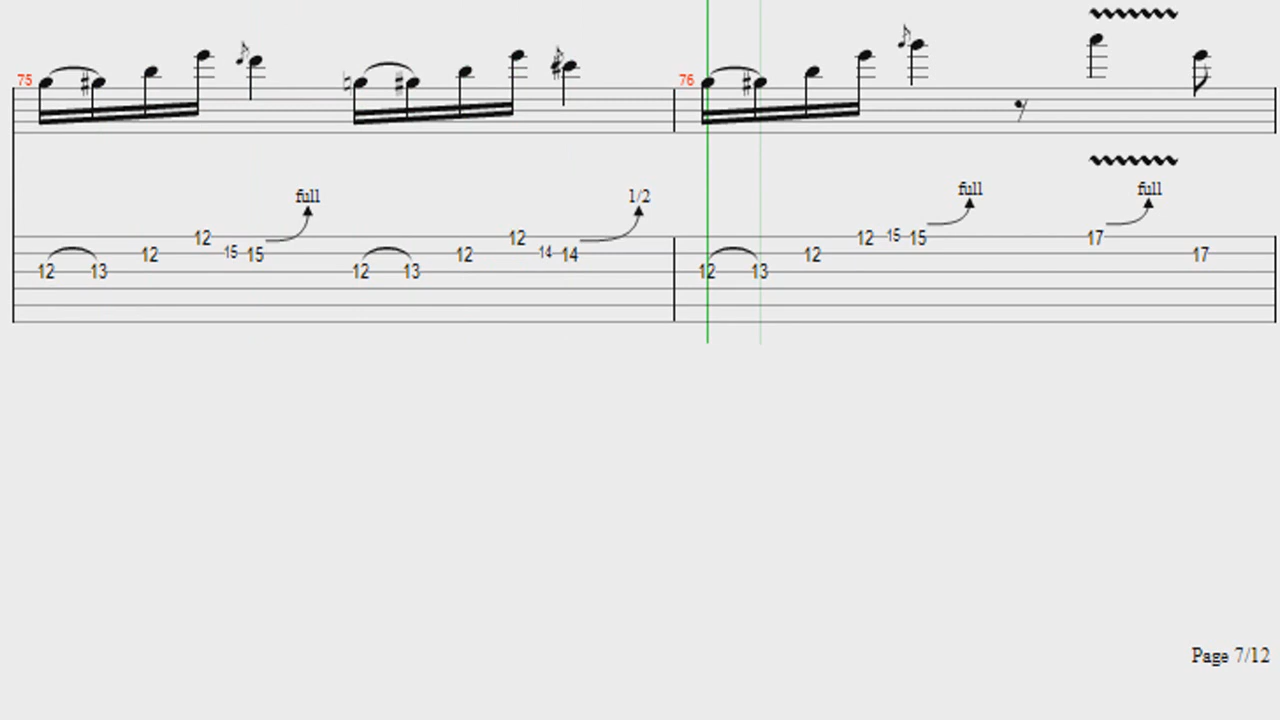 75 76
full 1/2 full full
12 12 12 15 15 17
12 15 15 12 14 14 12 17
12 13 12 13 12 13
Page 7/12